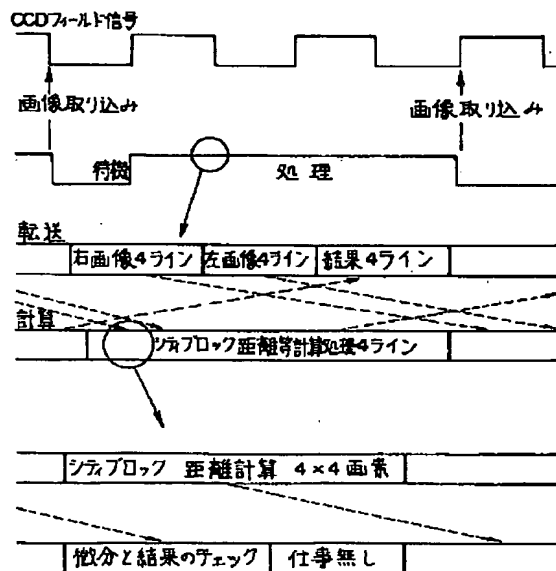 CCDフィールド信号
画像取り込み 画像取り込み
待機 処理
転送
右画像4ライン 左画像4ライン 結果4ライン
計算
シティブロック距離等計算処理4ライン
シティブロック 距離計算 4×4画素
微分と結果のチェック 仕事無し